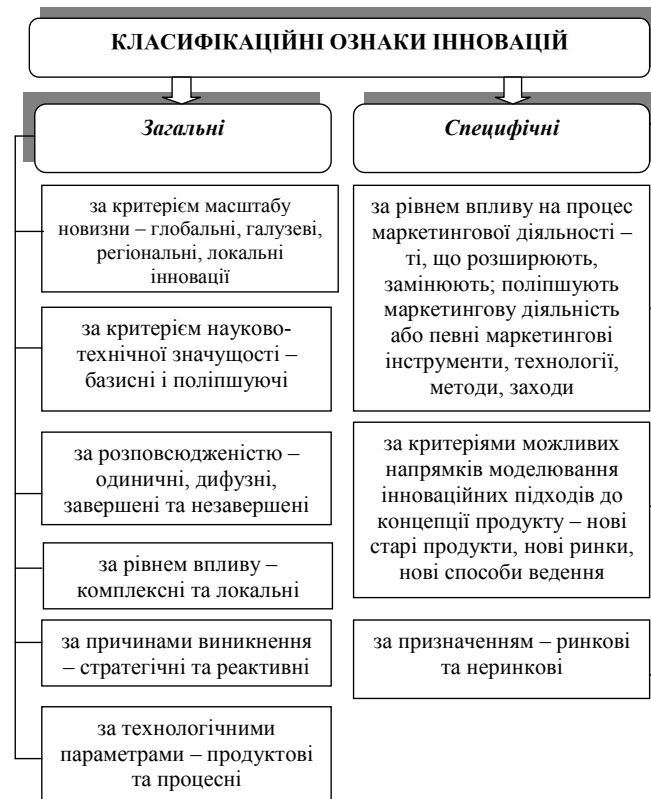 КЛАСИФІКАЦІЙНІ ОЗНАКИ ІННОВАЦІЙ
Загальні
за критерієм масштабу
новизни – глобальні, галузеві,
регіональні, локальні
інновації
за критерієм науково-
технічної значущості –
базисні і поліпшуючі
за розповсюдженістю –
одиничні, дифузні,
завершені та незавершені
за рівнем впливу –
комплексні та локальні
за причинами виникнення
– стратегічні та реактивні
за технологічними
параметрами – продуктові
та процесні
Специфічні
за рівнем впливу на процес
маркетингової діяльності –
ті, що розширюють,
замінюють; поліпшують
маркетингову діяльність
або певні маркетингові
інструменти, технології,
методи, заходи
за критеріями можливих
напрямків моделювання
інноваційних підходів до
концепції продукту – нові
старі продукти, нові ринки,
нові способи ведення
за призначенням – ринкові
та неринкові